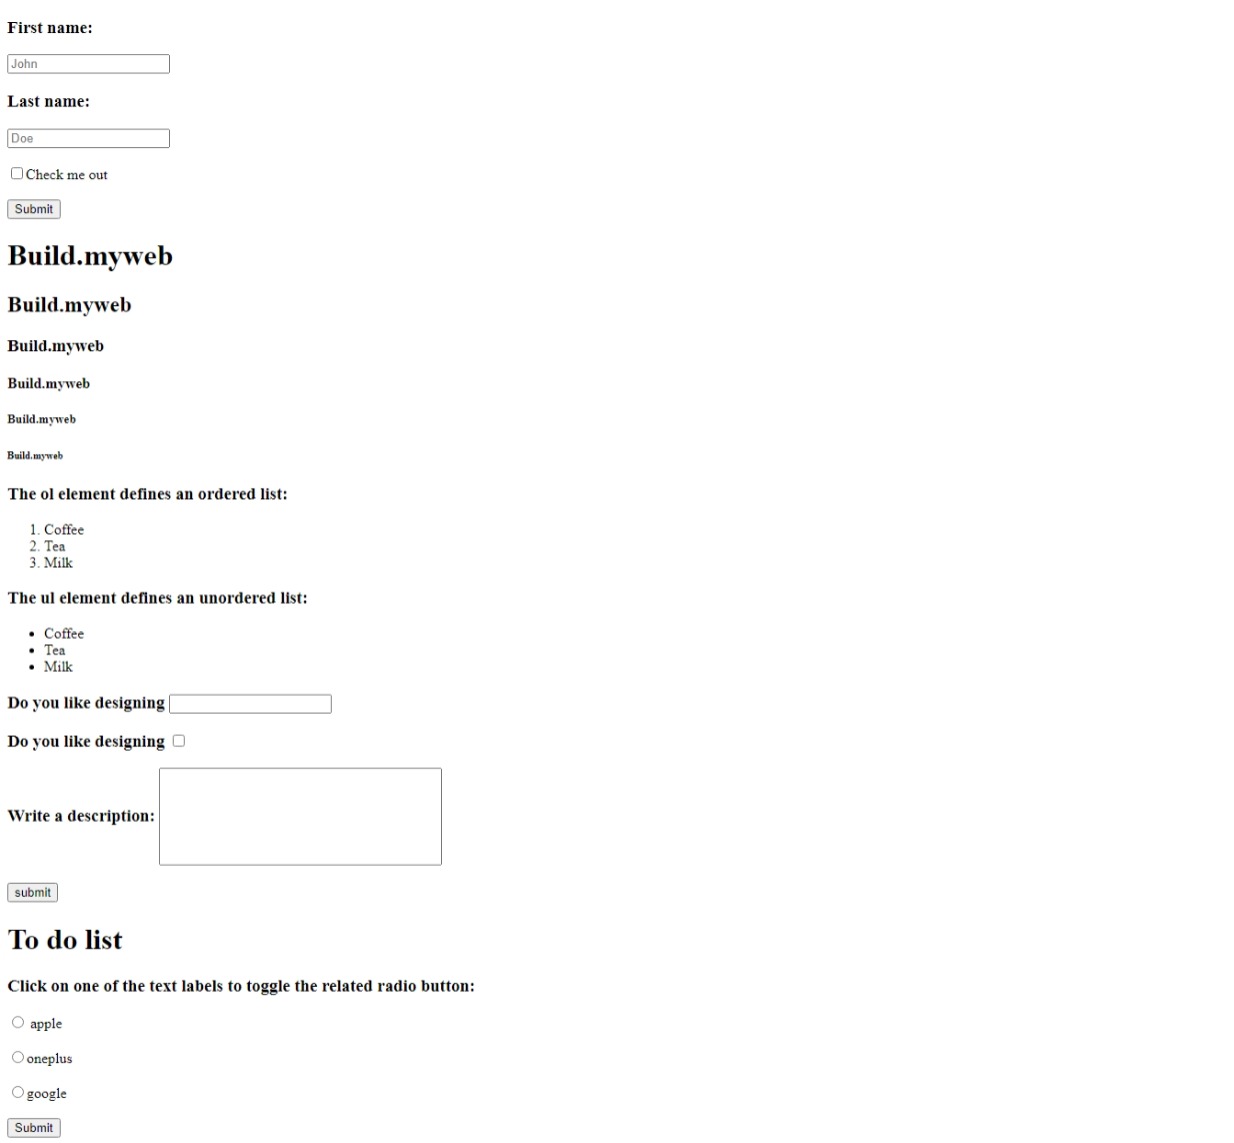 First name:
John
Last name:
Doe
Check me out
Submit
Build.myweb
Build.myweb
Build.myweb
Build.myweb
Build.myweb
Build.myweb
The ol element defines an ordered list:
1. Coffee
2. Tea
3. Milk
The ul element defines an unordered list:
• Coffee
• Tea
• Milk
Do you like designing
Do you like designing
Write a description:
submit
To do list
Click on one of the text labels to toggle the related radio button:
apple
oneplus
google
Submit